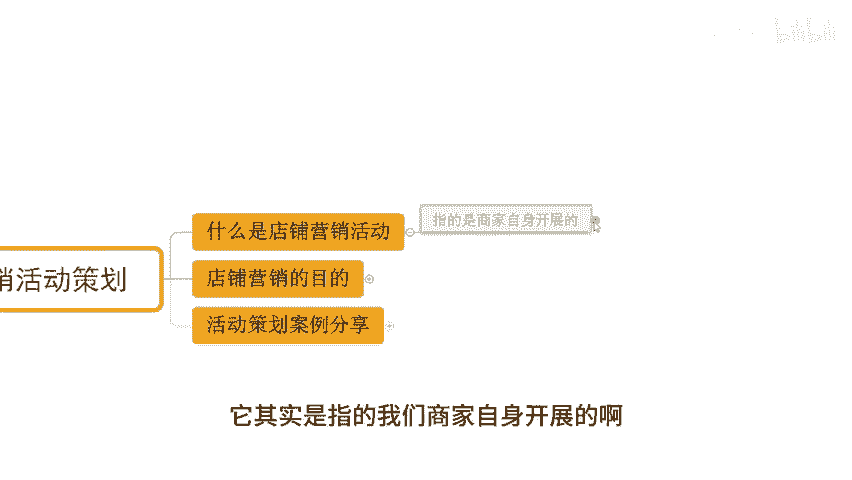 什么是店铺营销活动
指的是商家自身开展的
销活动策划
店铺营销的目的
活动策划案例分享
它其实是指的我们商家自身开展的啊